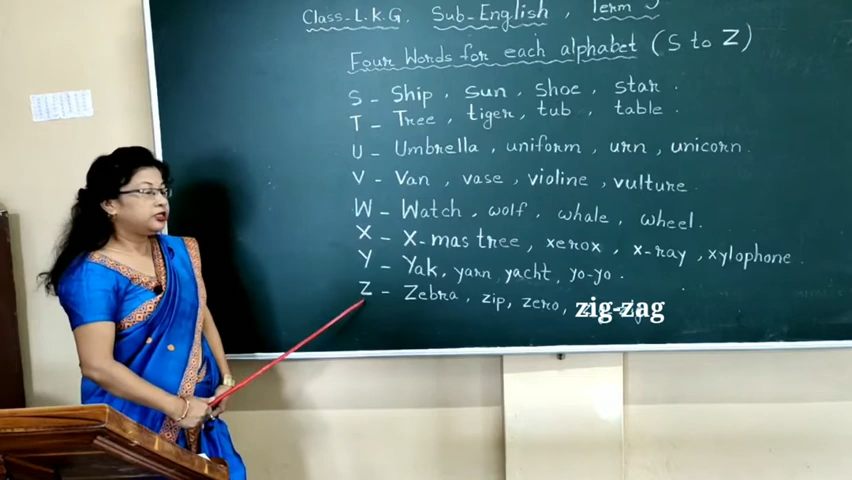 Class-L.K.G. Sub-English, Term
Four Words for each alphabet (S to Z)
S - Ship, sun, shoe, star.
T - Tree, tiger, tub, table.
U - Umbrella, uniform, urn, unicorn.
V - Van, vase, violine, vulture.
W - Watch, wolf, whale, wheel.
X - X-mas tree, xerox, x-ray, xylophone.
Y - Yak, yarn, yacht, yo-yo.
Z - Zebra, zip, zero, zig-zag